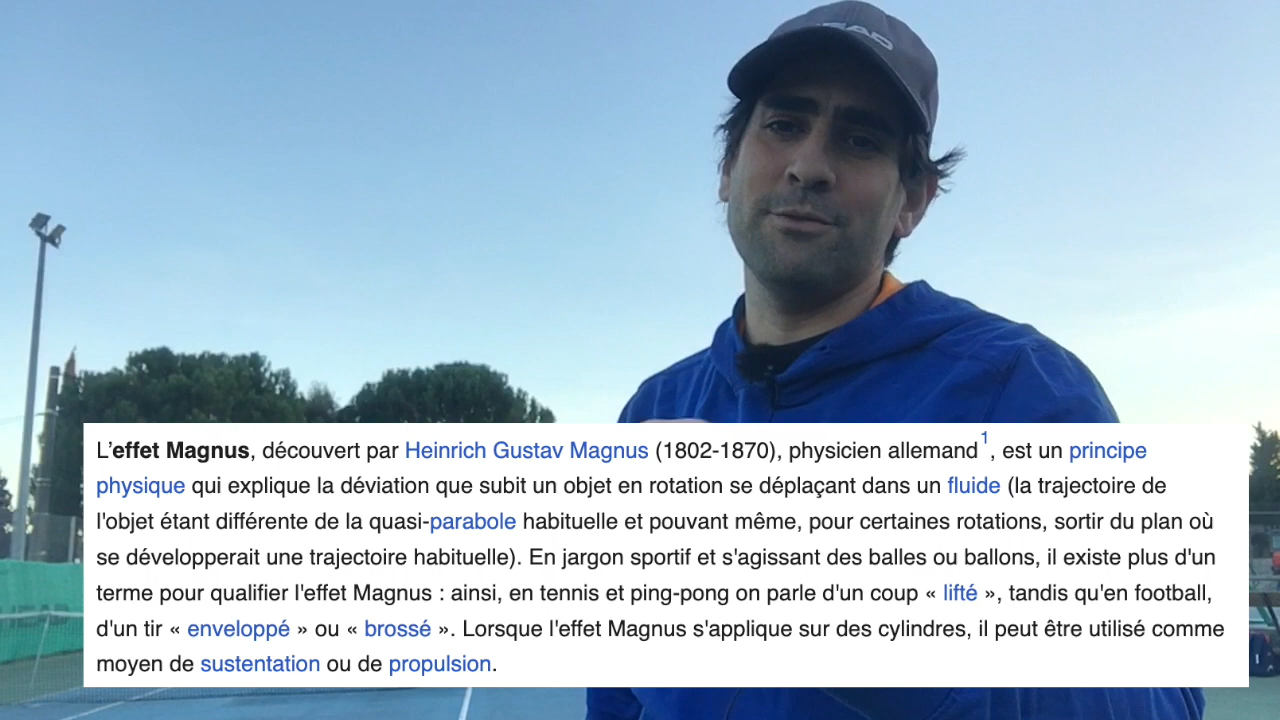 HEAD
L'effet Magnus, découvert par Heinrich Gustav Magnus (1802-1870), physicien allemand1, est un principe
physique qui explique la déviation que subit un objet en rotation se déplaçant dans un fluide (la trajectoire de
l'objet étant différente de la quasi-parabole habituelle et pouvant même, pour certaines rotations, sortir du plan où
se développerait une trajectoire habituelle). En jargon sportif et s'agissant des balles ou ballons, il existe plus d'un
terme pour qualifier l'effet Magnus : ainsi, en tennis et ping-pong on parle d'un coup « lifté », tandis qu'en football,
d'un tir « enveloppé » ou « brossé ». Lorsque l'effet Magnus s'applique sur des cylindres, il peut être utilisé comme
moyen de sustentation ou de propulsion.